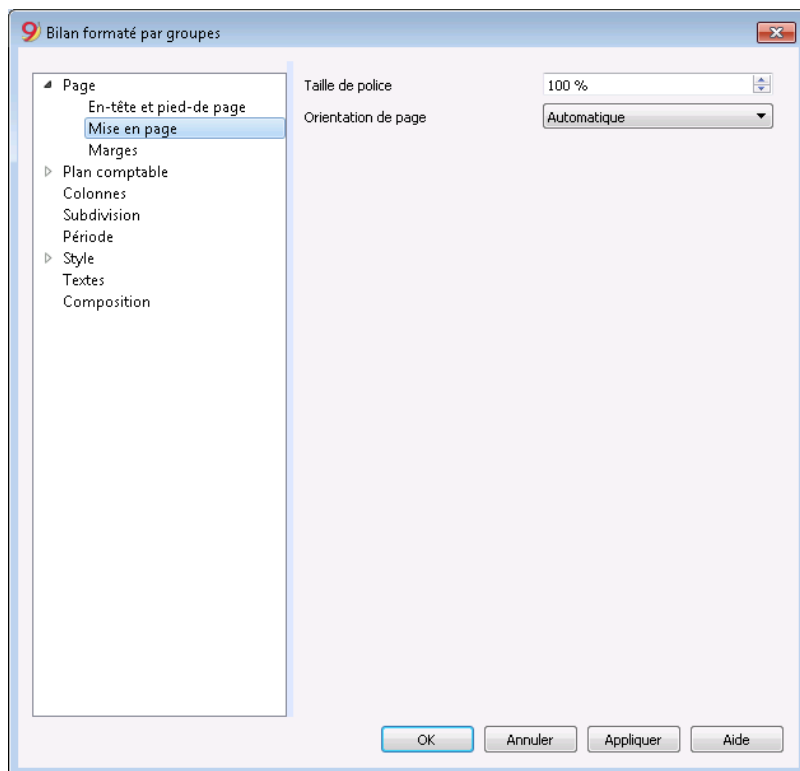 9 Bilan formaté par groupes
Page
En-tête et pied-de page
Mise en page
Marges
Plan comptable
Colonnes
Subdivision
Période
Style
Textes
Composition
Taille de police 100 %
Orientation de page Automatique
OK Annuler Appliquer Aide